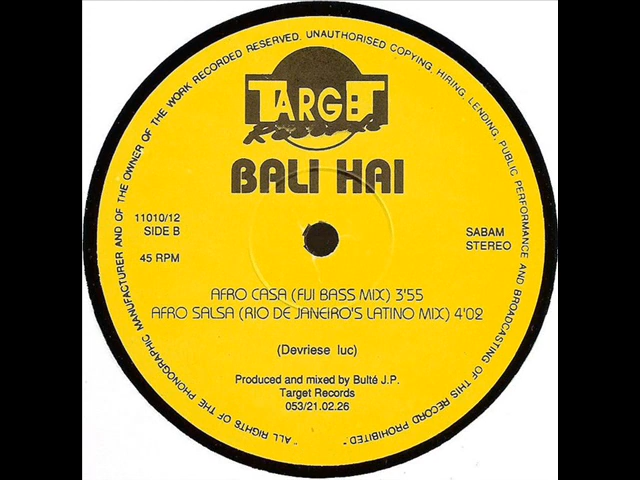 "ALL RIGHTS OF THE PHONOGRAPHIC MANUFACTURER AND OF THE OWNER OF THE WORK RECORDED RESERVED. UNAUTHORISED COPYING, HIRING, LENDING, PUBLIC PERFORMANCE AND BROADCASTING OF THIS RECORD PROHIBITED"
TARGET
Records
BALI HAI
11010/12
SIDE B
45 RPM
SABAM
STEREO
AFRO CASA (FIJI BASS MIX) 3'55
AFRO SALSA (RIO DE JANEIRO'S LATINO MIX) 4'02
(Devriese luc)
Produced and mixed by Bulté J.P.
Target Records
053/21.02.26